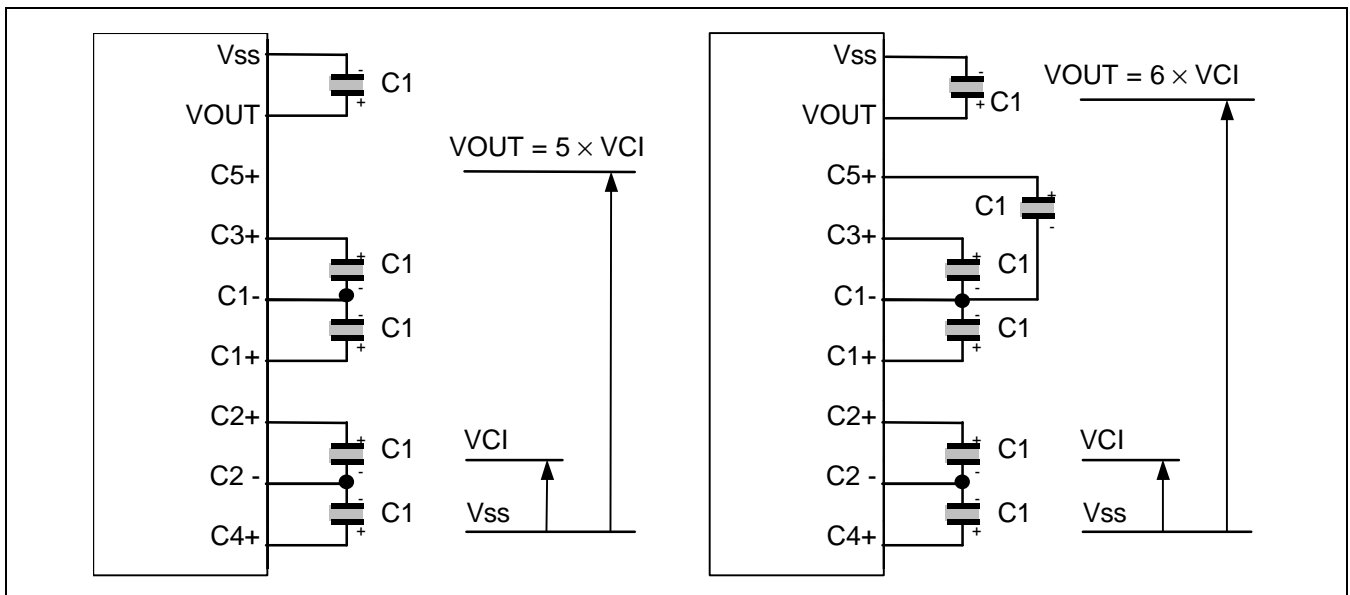 Vss
C1
VOUT
VOUT = 5 × VCI
C5+
C3+
C1
C1-
C1
C1+
C2+
C1
C2 -
C1
C4+
VCI
Vss
Vss
C1
VOUT
VOUT = 6 × VCI
C5+
C1
C3+
C1
C1-
C1
C1+
C2+
C1
C2 -
C1
C4+
VCI
Vss